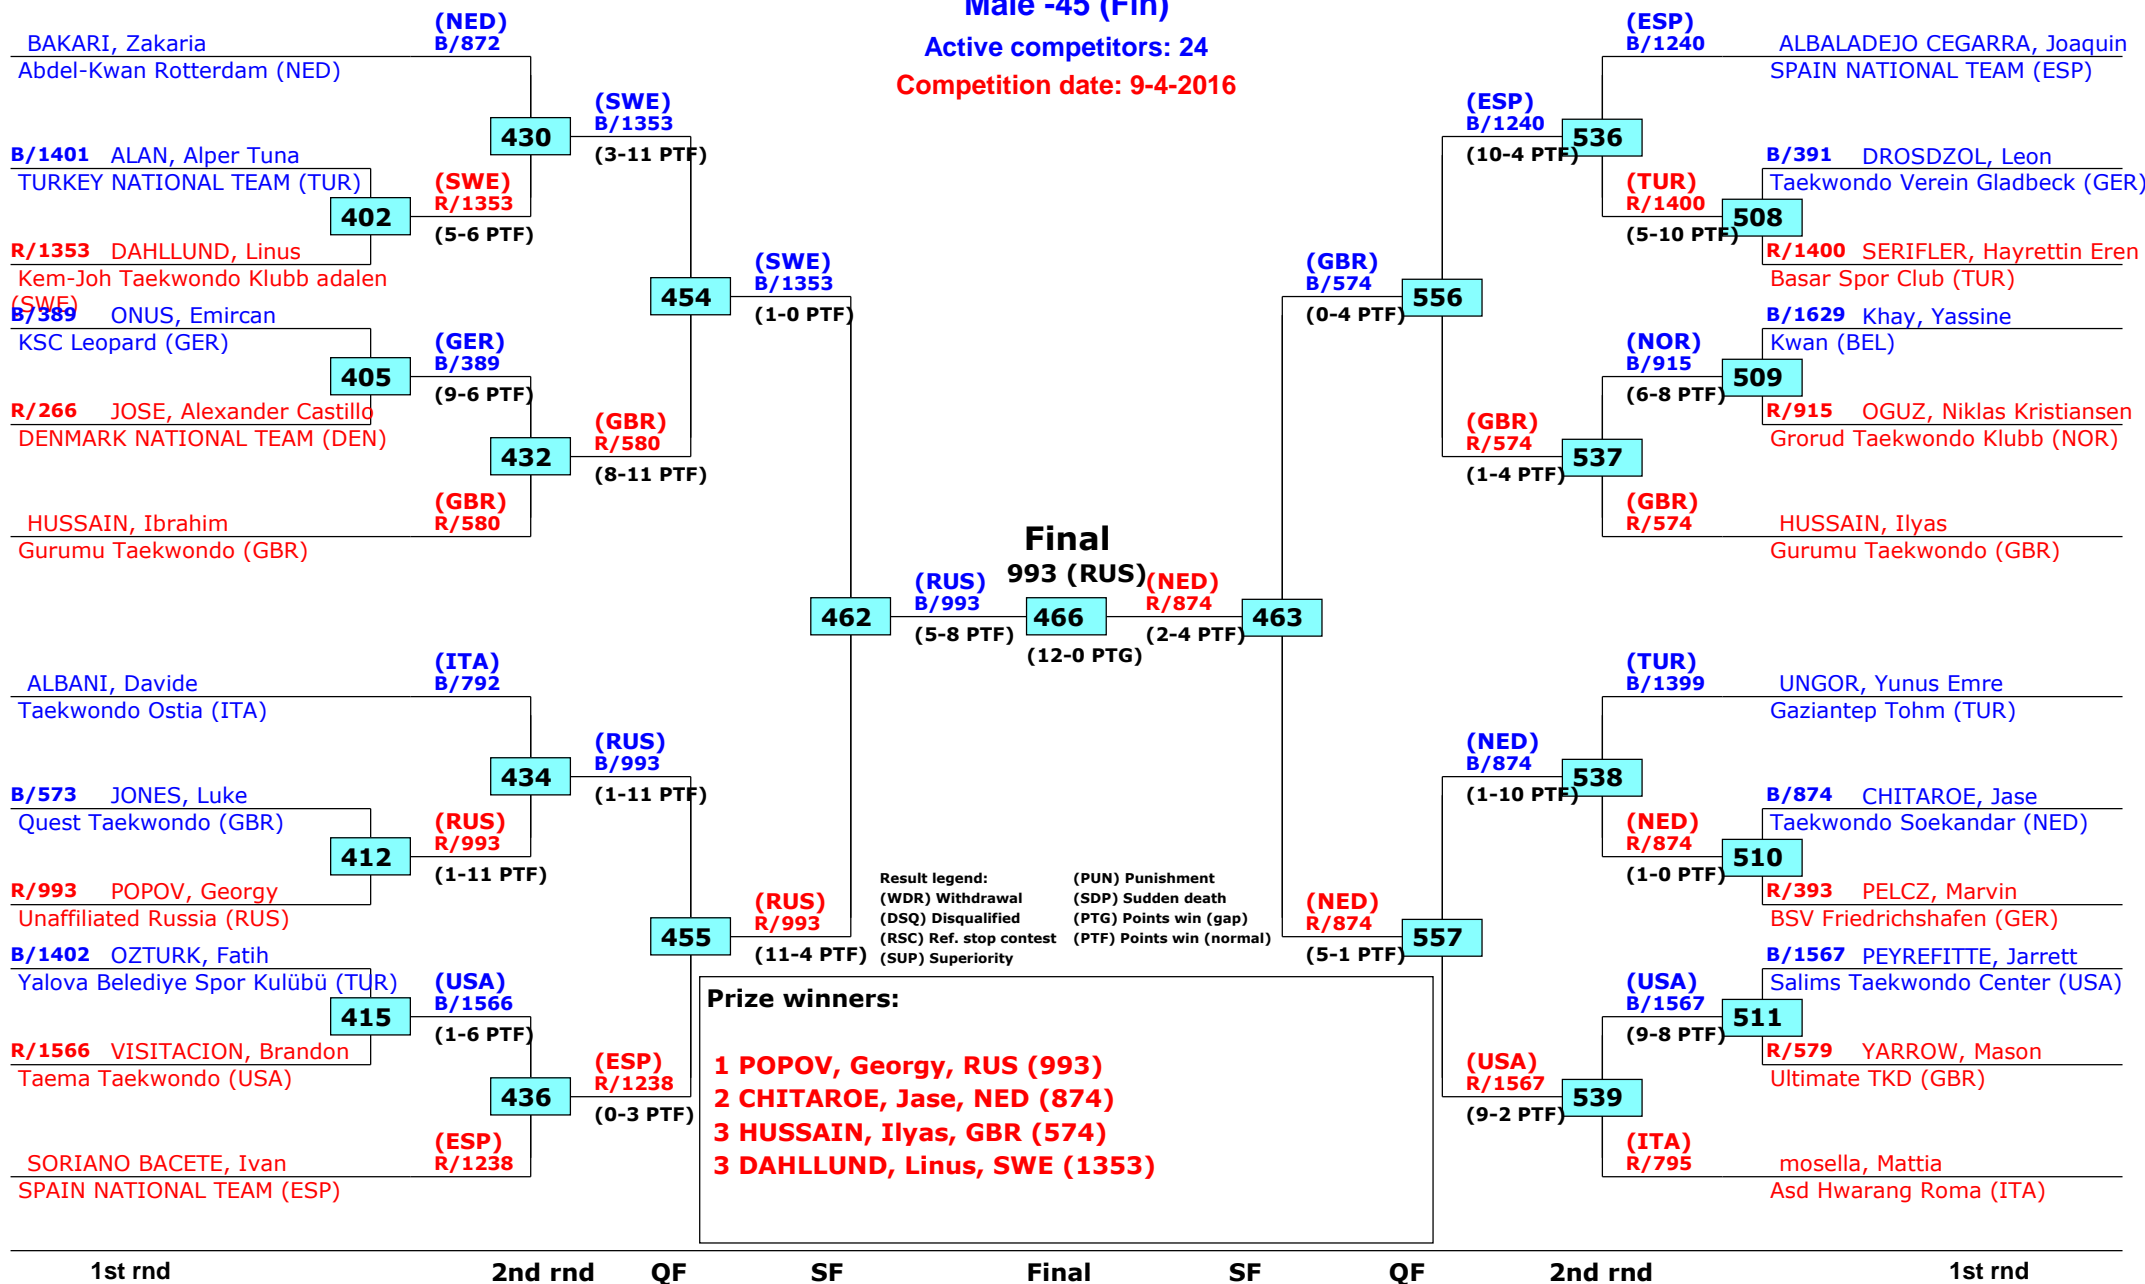 Male -45 (Fin)
Active competitors: 24
Competition date: 9-4-2016
(NED)
B/872
BAKARI, Zakaria
Abdel-Kwan Rotterdam (NED)
430
(SWE)
B/1353
(3-11 PTF)
B/1401 ALAN, Alper Tuna
TURKEY NATIONAL TEAM (TUR)
402
(SWE)
R/1353
(5-6 PTF)
R/1353 DAHLLUND, Linus
Kem-Joh Taekwondo Klubb adalen
(SWE)
454
(SWE)
B/1353
(1-0 PTF)
B/389 ONUS, Emircan
KSC Leopard (GER)
405
(GER)
B/389
(9-6 PTF)
R/266 JOSE, Alexander Castillo
DENMARK NATIONAL TEAM (DEN)
432
(GBR)
R/580
(8-11 PTF)
(GBR)
R/580
HUSSAIN, Ibrahim
Gurumu Taekwondo (GBR)
462
(RUS)
B/993
(5-8 PTF)
(ITA)
B/792
ALBANI, Davide
Taekwondo Ostia (ITA)
434
(RUS)
B/993
(1-11 PTF)
B/573 JONES, Luke
Quest Taekwondo (GBR)
412
(RUS)
R/993
(1-11 PTF)
R/993 POPOV, Georgy
Unaffiliated Russia (RUS)
455
(RUS)
R/993
(11-4 PTF)
B/1402 OZTURK, Fatih
Yalova Belediye Spor Kulübü (TUR)
415
(USA)
B/1566
(1-6 PTF)
R/1566 VISITACION, Brandon
Taema Taekwondo (USA)
436
(ESP)
R/1238
(0-3 PTF)
(ESP)
R/1238
SORIANO BACETE, Ivan
SPAIN NATIONAL TEAM (ESP)
Final
993 (RUS)
466
(12-0 PTG)
(NED)
R/874
(2-4 PTF)
463
(ESP)
B/1240
ALBALADEJO CEGARRA, Joaquin
SPAIN NATIONAL TEAM (ESP)
(ESP)
B/1240
(10-4 PTF)
536
B/391 DROSDZOL, Leon
Taekwondo Verein Gladbeck (GER)
(TUR)
R/1400
(5-10 PTF)
508
R/1400 SERIFLER, Hayrettin Eren
Basar Spor Club (TUR)
(GBR)
B/574
(0-4 PTF)
556
B/1629 Khay, Yassine
Kwan (BEL)
(NOR)
B/915
(6-8 PTF)
509
R/915 OGUZ, Niklas Kristiansen
Grorud Taekwondo Klubb (NOR)
(GBR)
R/574
(1-4 PTF)
537
(GBR)
R/574
HUSSAIN, Ilyas
Gurumu Taekwondo (GBR)
(TUR)
B/1399
UNGOR, Yunus Emre
Gaziantep Tohm (TUR)
(NED)
B/874
(1-10 PTF)
538
B/874 CHITAROE, Jase
Taekwondo Soekandar (NED)
(NED)
R/874
(1-0 PTF)
510
R/393 PELCZ, Marvin
BSV Friedrichshafen (GER)
(NED)
R/874
(5-1 PTF)
557
B/1567 PEYREFITTE, Jarrett
Salims Taekwondo Center (USA)
(USA)
B/1567
(9-8 PTF)
511
R/579 YARROW, Mason
Ultimate TKD (GBR)
(USA)
R/1567
(9-2 PTF)
539
(ITA)
R/795
mosella, Mattia
Asd Hwarang Roma (ITA)
Result legend: (PUN) Punishment
(WDR) Withdrawal (SDP) Sudden death
(DSQ) Disqualified (PTG) Points win (gap)
(RSC) Ref. stop contest (PTF) Points win (normal)
(SUP) Superiority
Prize winners:
1 POPOV, Georgy, RUS (993)
2 CHITAROE, Jase, NED (874)
3 HUSSAIN, Ilyas, GBR (574)
3 DAHLLUND, Linus, SWE (1353)
1st rnd 2nd rnd QF SF Final SF QF 2nd rnd 1st rnd